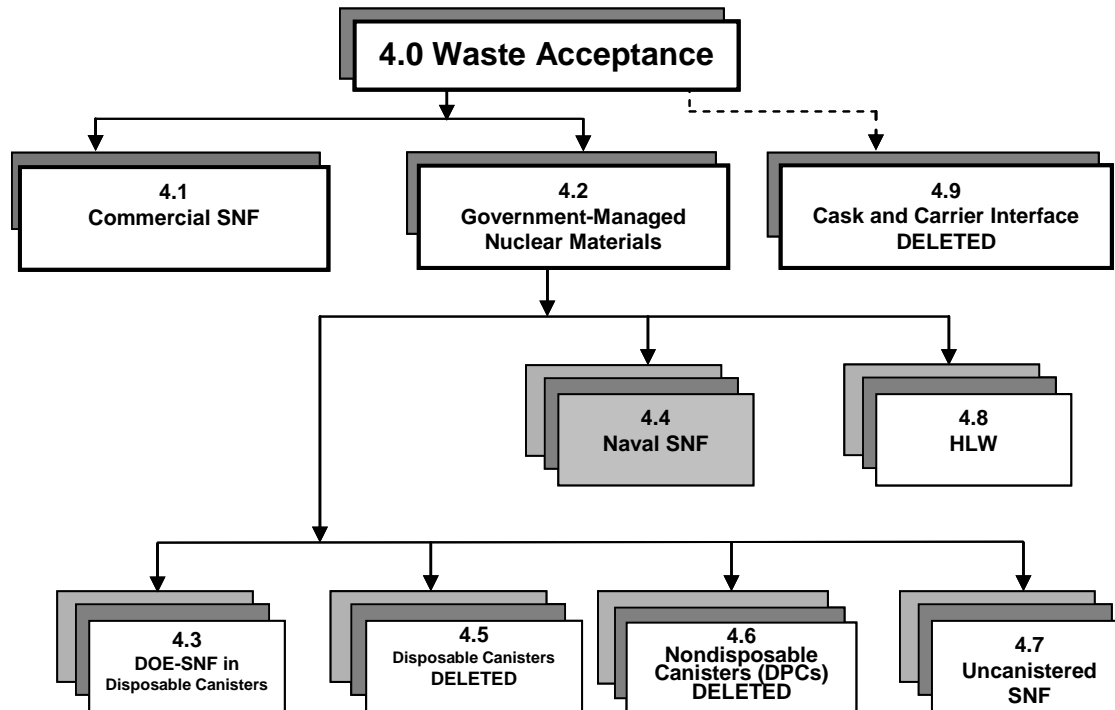 4.0 Waste Acceptance
4.1
Commercial SNF
4.2
Government-Managed
Nuclear Materials
4.9
Cask and Carrier Interface
DELETED
4.4
Naval SNF
4.8
HLW
4.3
DOE-SNF in
Disposable Canisters
4.5
Disposable Canisters
DELETED
4.6
Nondisposable
Canisters (DPCs)
DELETED
4.7
Uncanistered
SNF